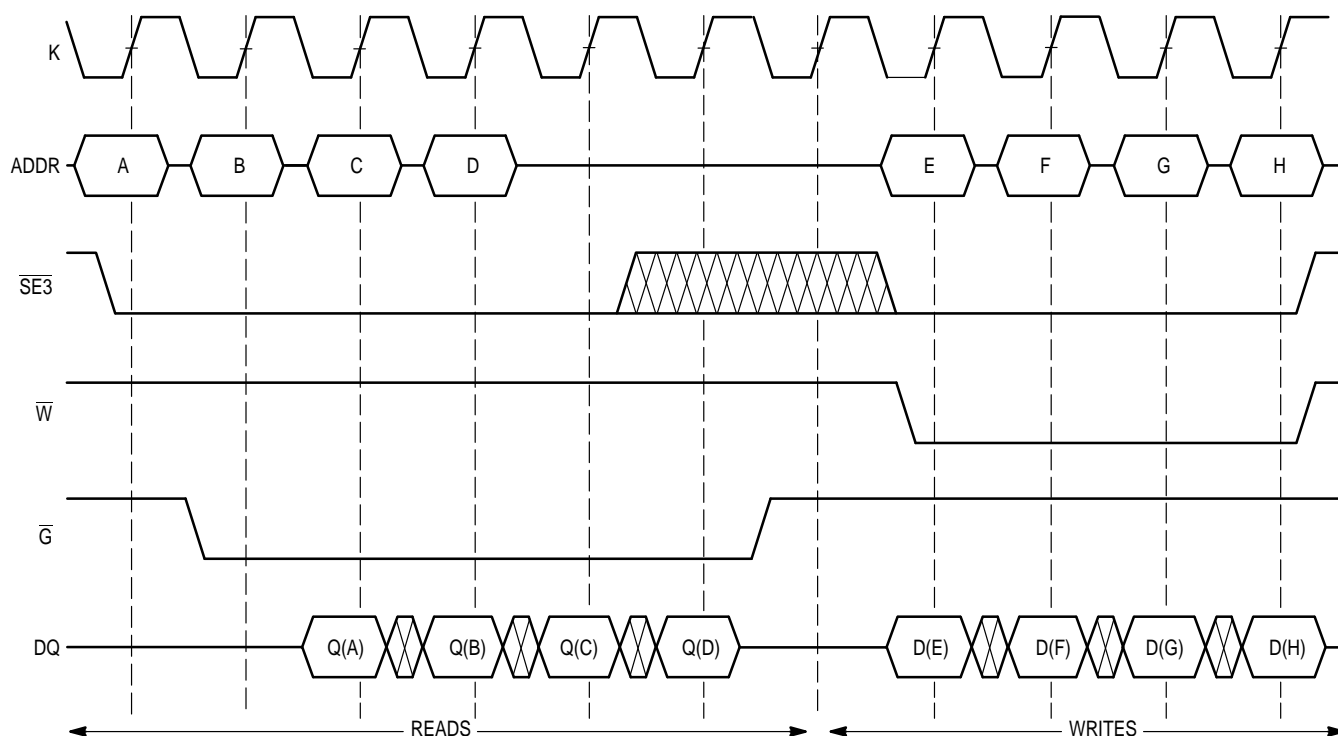 K
ADDR A B C D E F G H
SE3
W
G
DQ Q(A) Q(B) Q(C) Q(D) D(E) D(F) D(G) D(H)
READS WRITES